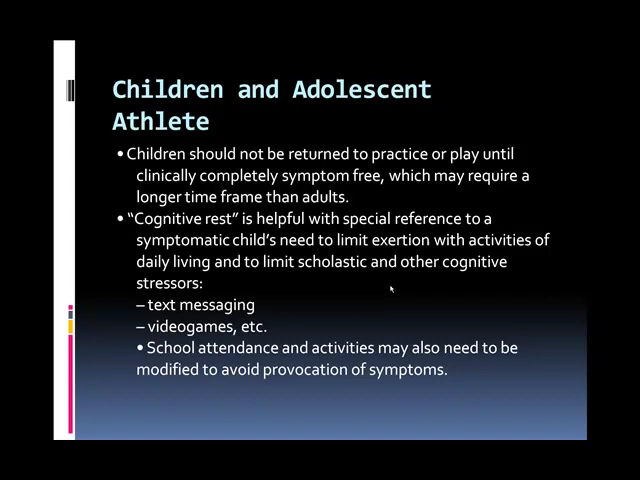 Children and Adolescent
Athlete
• Children should not be returned to practice or play until
clinically completely symptom free, which may require a
longer time frame than adults.
• “Cognitive rest” is helpful with special reference to a
symptomatic child’s need to limit exertion with activities of
daily living and to limit scholastic and other cognitive
stressors:
– text messaging
– videogames, etc.
• School attendance and activities may also need to be
modified to avoid provocation of symptoms.